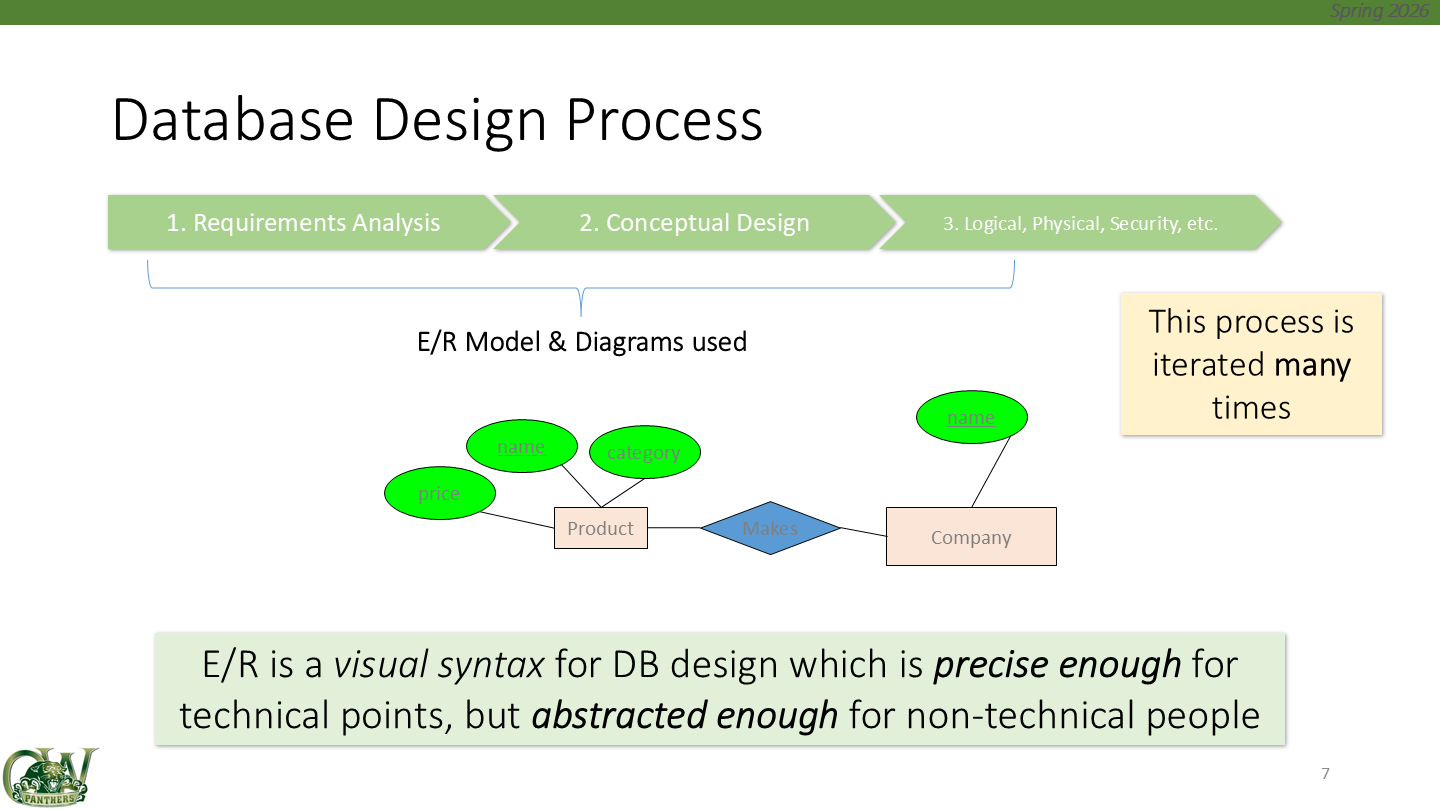 Spring 2026
Database Design Process
1. Requirements Analysis
2. Conceptual Design
3. Logical, Physical, Security, etc.
E/R Model & Diagrams used
This process is
iterated many
times
name
name
category
price
Product
Makes
Company
E/R is a visual syntax for DB design which is precise enough for
technical points, but abstracted enough for non-technical people
OW
PANTHERS
7